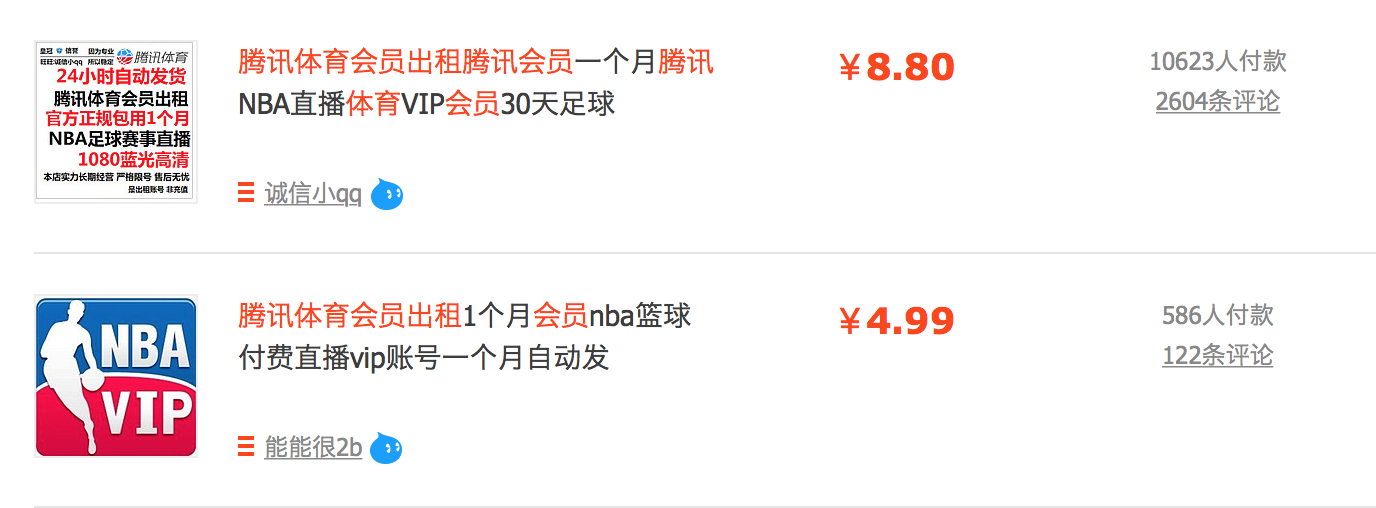 皇冠 信誉 因为专业
旺旺:诚信小qq 所以稳定
腾讯体育
24小时自动发货
腾讯体育会员出租
官方正规包用1个月
NBA足球赛事直播
1080蓝光高清
本店实力长期经营 严格限号 售后无忧
是出租账号 非充值
腾讯体育会员出租腾讯会员一个月腾讯
NBA直播体育VIP会员30天足球
诚信小qq
¥8.80
10623人付款
2604条评论
NBA
VIP
腾讯体育会员出租1个月会员nba篮球
付费直播vip账号一个月自动发
能能很2b
¥4.99
586人付款
122条评论